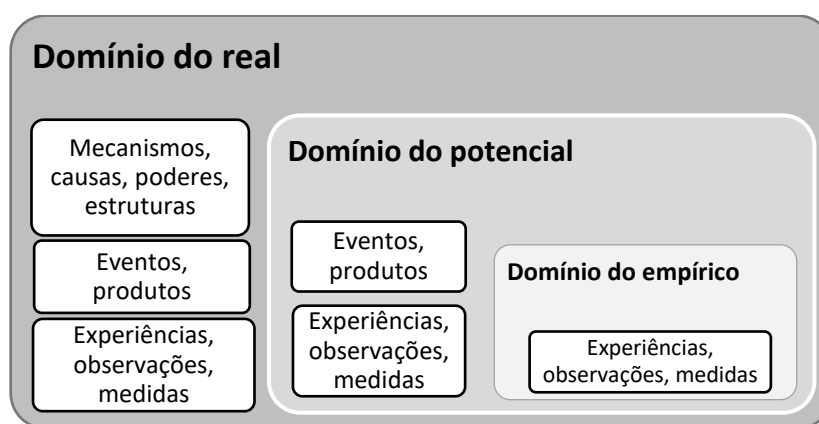 Domínio do real
Mecanismos,
causas, poderes,
estruturas
Eventos,
produtos
Experiências,
observações,
medidas
Domínio do potencial
Eventos,
produtos
Experiências,
observações,
medidas
Domínio do empírico
Experiências,
observações, medidas